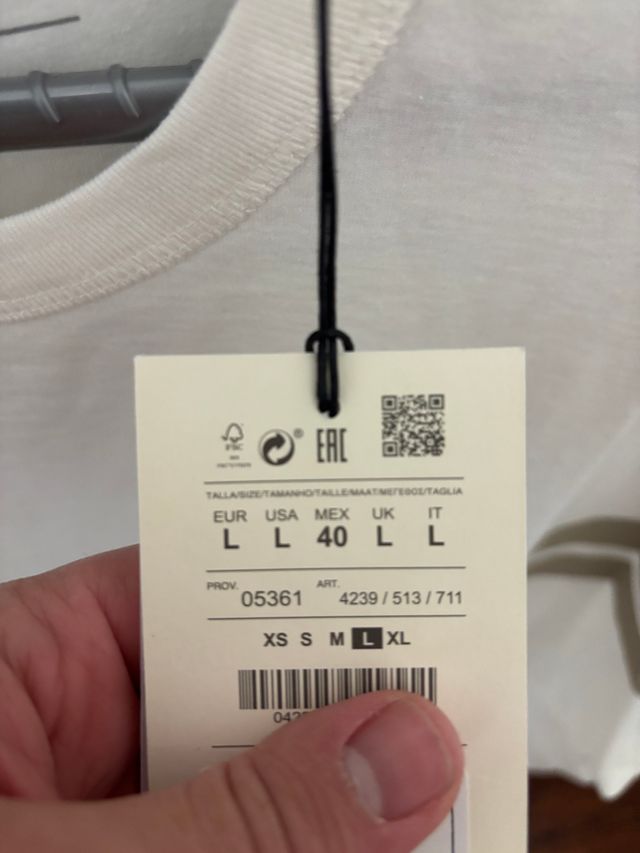 FSC
® EAC
TALLA/SIZE/TAMANHO/TAILLE/MAAT/ΜΕΓΕΘΟΣ/TAGLIA
EUR USA MEX UK IT
L L 40 L L
PROV. 05361 ART. 4239 / 513 / 711
XS S M L XL